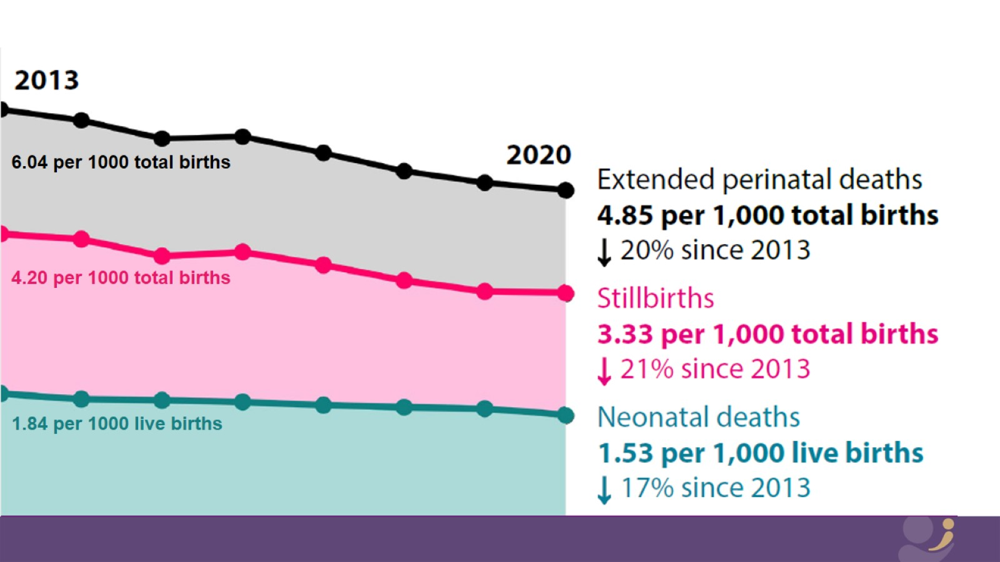 2013
6.04 per 1000 total births
4.20 per 1000 total births
1.84 per 1000 live births
2020
Extended perinatal deaths
4.85 per 1,000 total births
↓ 20% since 2013
Stillbirths
3.33 per 1,000 total births
↓ 21% since 2013
Neonatal deaths
1.53 per 1,000 live births
↓ 17% since 2013